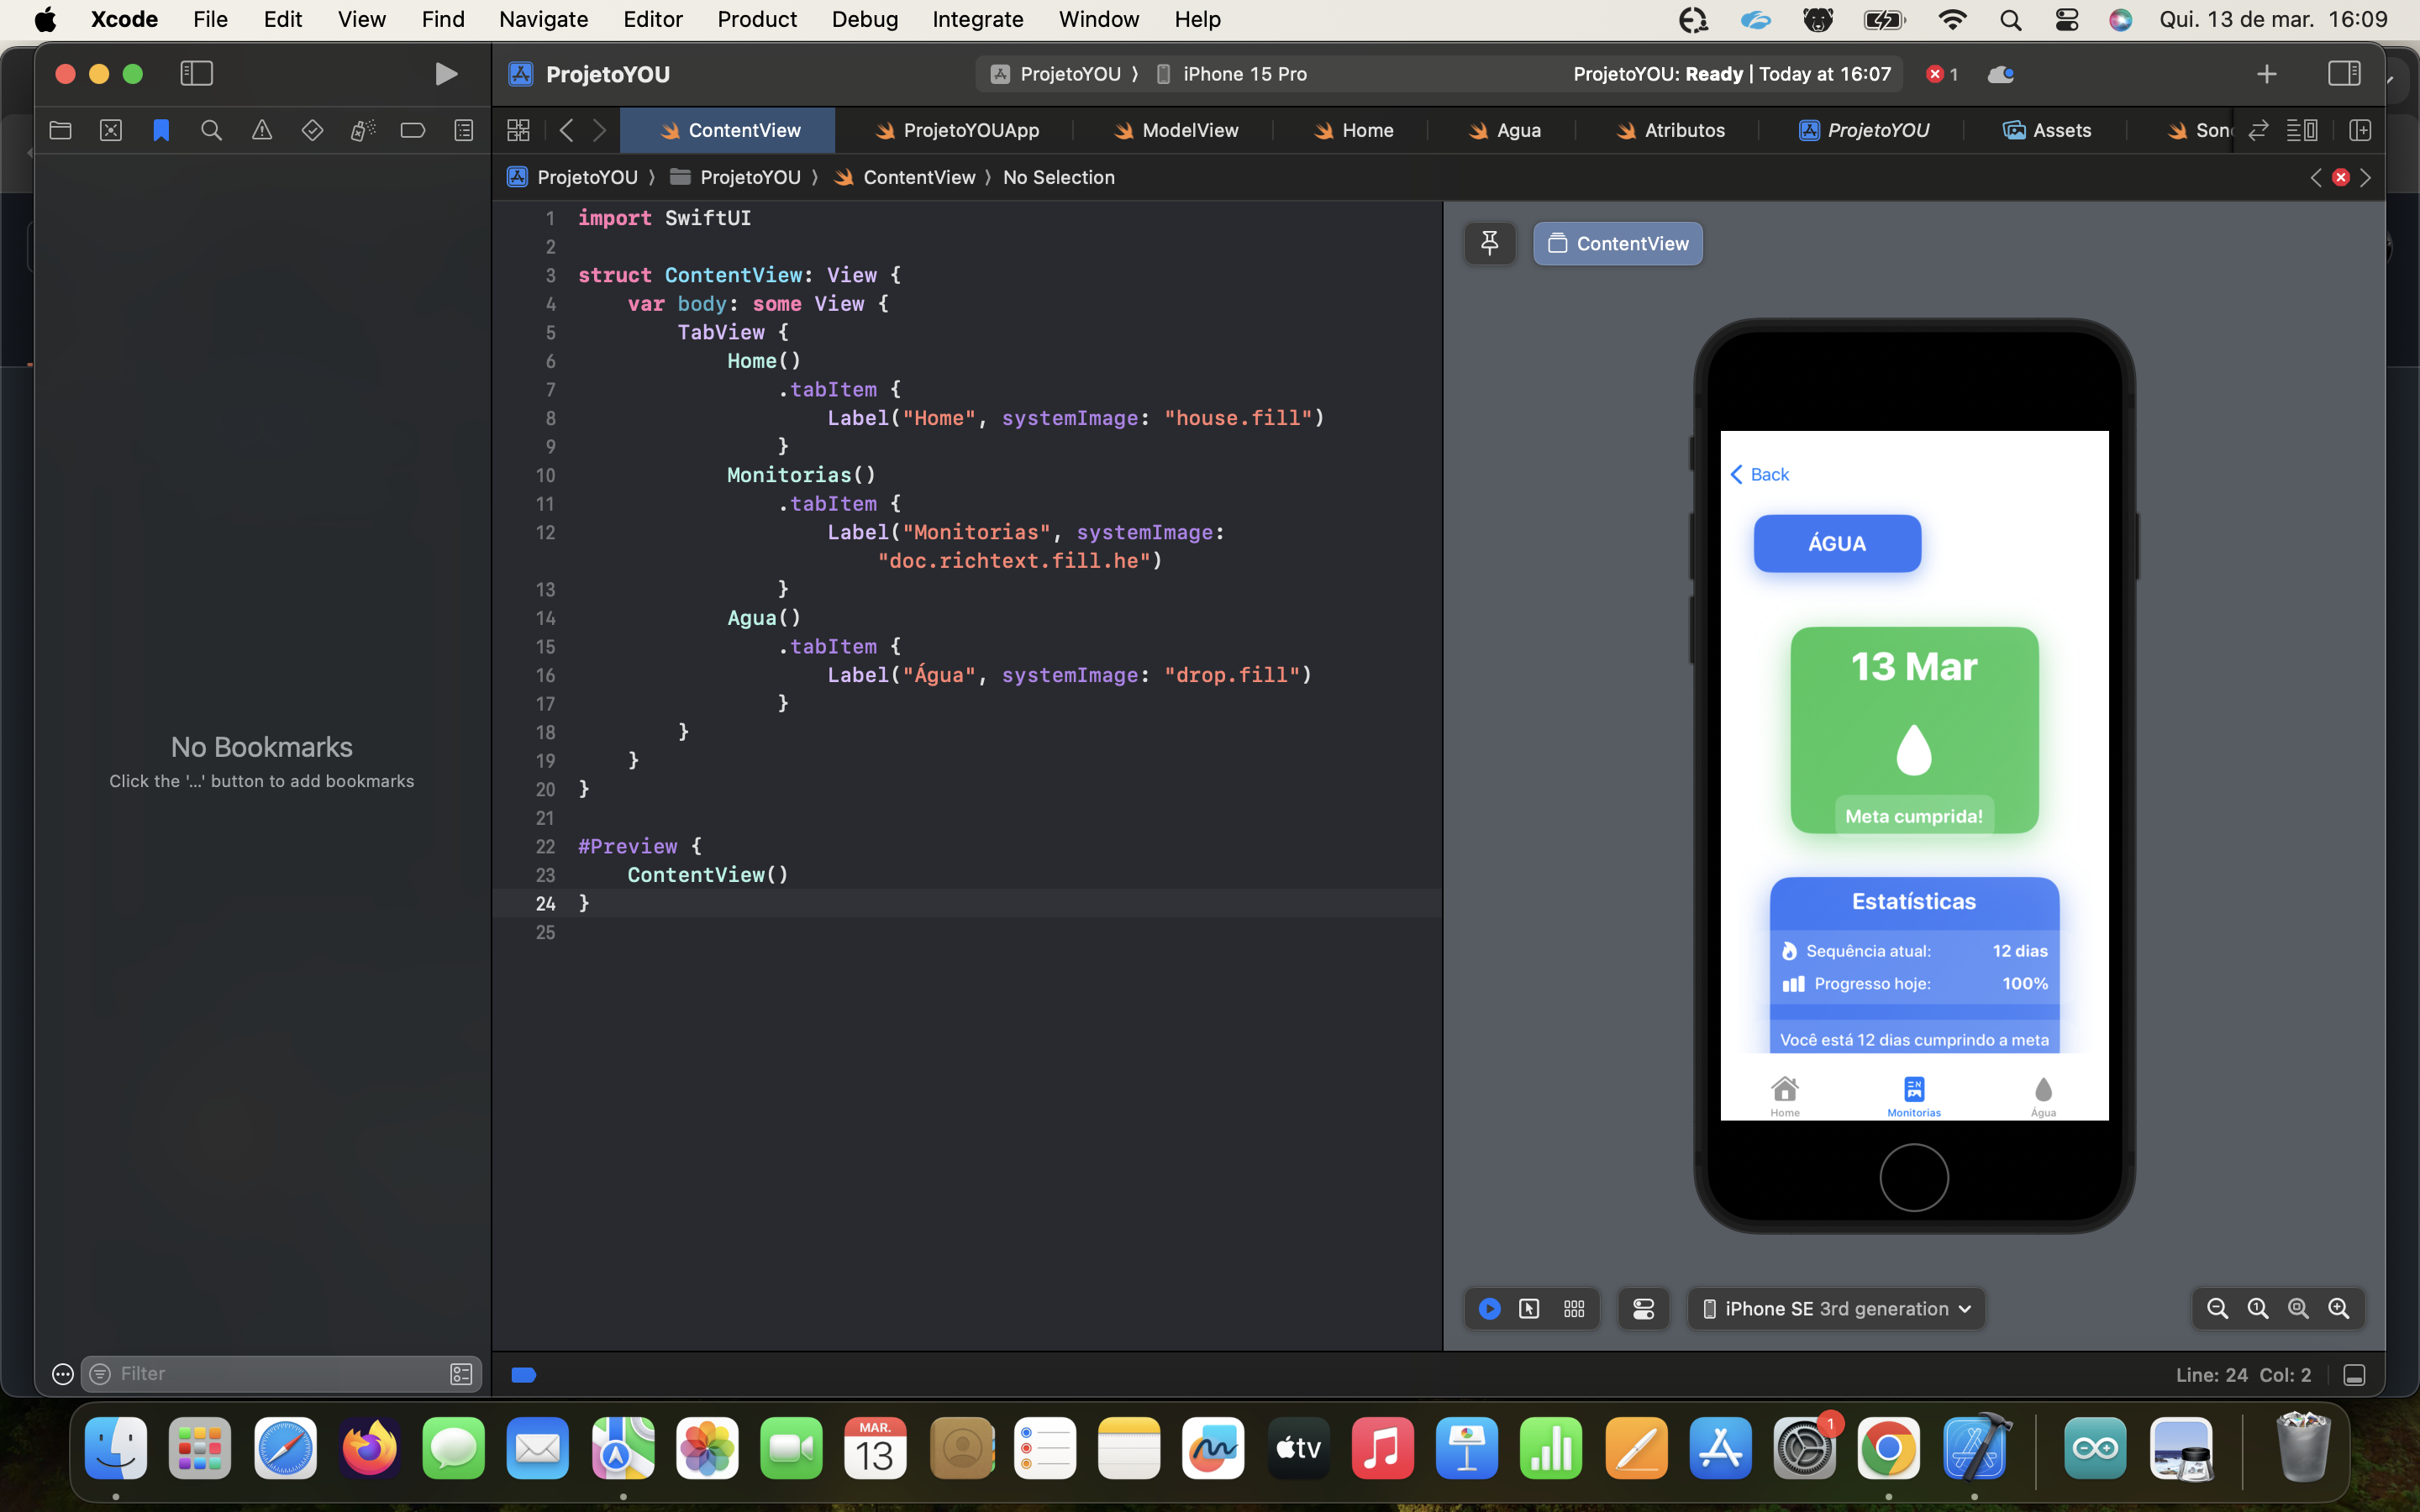 Xcode File Edit View Find Navigate Editor Product Debug Integrate Window Help Qui. 13 de mar. 16:09
ProjetoYOU ProjetoYOU ⟩ iPhone 15 Pro ProjetoYOU: Ready | Today at 16:07 1
ContentView ProjetoYOUApp ModelView Home Agua Atributos ProjetoYOU Assets
ProjetoYOU ⟩ ProjetoYOU ⟩ ContentView ⟩ No Selection
1 import SwiftUI
2
3 struct ContentView: View {
4 var body: some View {
5 TabView {
6 Home()
7 .tabItem {
8 Label("Home", systemImage: "house.fill")
9 }
10 Monitorias()
11 .tabItem {
12 Label("Monitorias", systemImage:
"doc.richtext.fill.he")
13 }
14 Agua()
15 .tabItem {
16 Label("Água", systemImage: "drop.fill")
17 }
18 }
19 }
20 }
21
22 #Preview {
23 ContentView()
24 }
25
No Bookmarks
Click the '...' button to add bookmarks
Filter
ContentView
Back
ÁGUA
13 Mar
Meta cumprida!
Estatísticas
Sequência atual: 12 dias
Progresso hoje: 100%
Você está 12 dias cumprindo a meta
Home Monitorias Água
iPhone SE 3rd generation
Line: 24 Col: 2
MAR.
13
tv
1